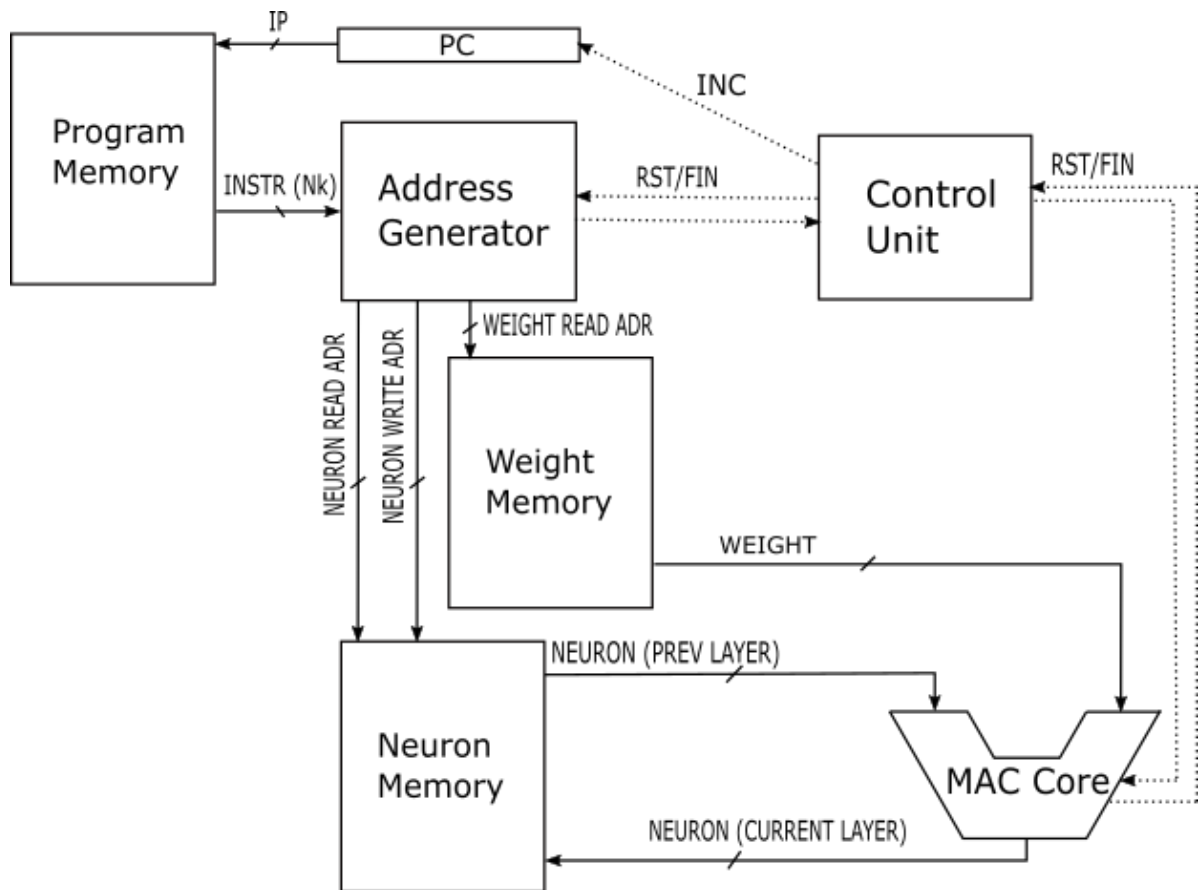 IP
PC
INC
Program
Memory
INSTR (Nk)
Address
Generator
RST/FIN
Control
Unit
RST/FIN
NEURON READ ADR
NEURON WRITE ADR
WEIGHT READ ADR
Weight
Memory
WEIGHT
NEURON (PREV LAYER)
Neuron
Memory
MAC Core
NEURON (CURRENT LAYER)